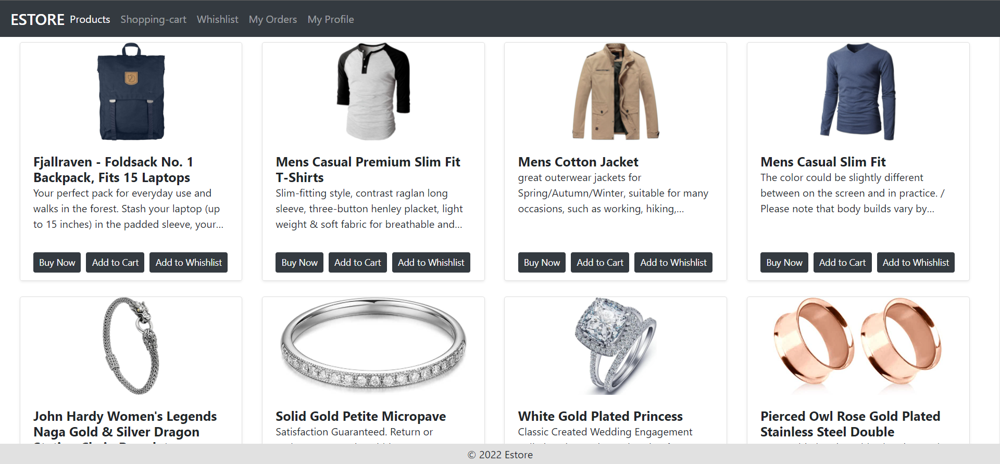 ESTORE Products Shopping-cart Whishlist My Orders My Profile
Fjallraven - Foldsack No. 1
Backpack, Fits 15 Laptops
Your perfect pack for everyday use and
walks in the forest. Stash your laptop (up
to 15 inches) in the padded sleeve, your...
Buy Now Add to Cart Add to Whishlist
Mens Casual Premium Slim Fit
T-Shirts
Slim-fitting style, contrast raglan long
sleeve, three-button henley placket, light
weight & soft fabric for breathable and...
Buy Now Add to Cart Add to Whishlist
Mens Cotton Jacket
great outerwear jackets for
Spring/Autumn/Winter, suitable for many
occasions, such as working, hiking,...
Buy Now Add to Cart Add to Whishlist
Mens Casual Slim Fit
The color could be slightly different
between on the screen and in practice. /
Please note that body builds vary by...
Buy Now Add to Cart Add to Whishlist
John Hardy Women's Legends
Naga Gold & Silver Dragon
Solid Gold Petite Micropave
Satisfaction Guaranteed. Return or
White Gold Plated Princess
Classic Created Wedding Engagement
Pierced Owl Rose Gold Plated
Stainless Steel Double
© 2022 Estore